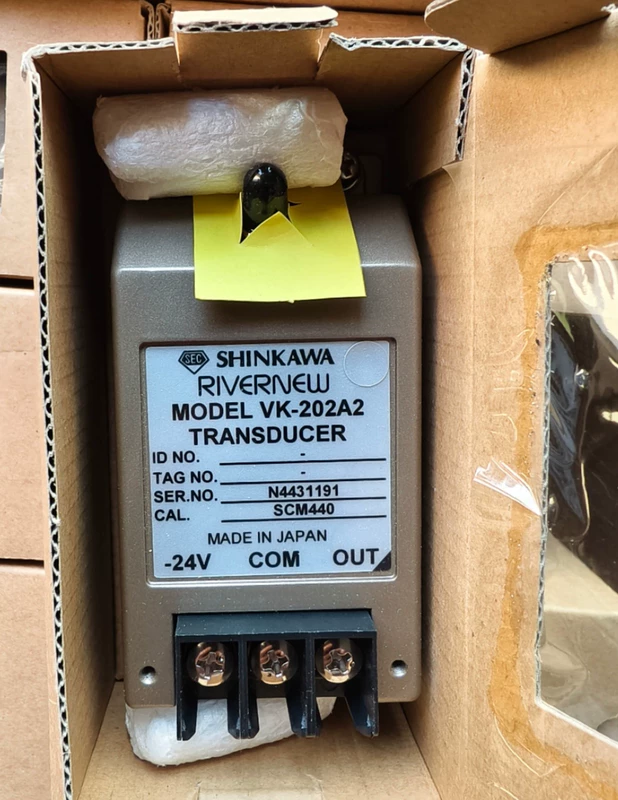 SEC SHINKAWA
RIVERNEW
MODEL VK-202A2
TRANSDUCER
ID NO. -
TAG NO. -
SER.NO. N4431191
CAL. SCM440
MADE IN JAPAN
-24V COM OUT